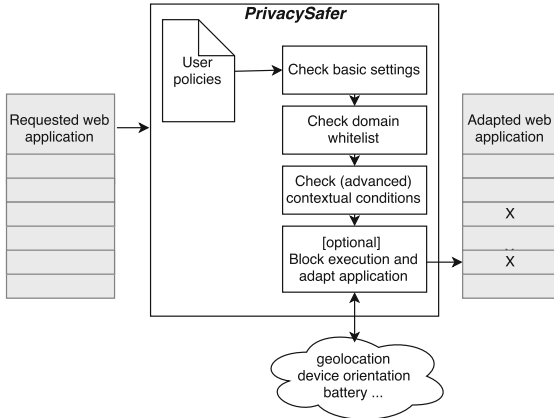 PrivacySafer
User
policies
Check basic settings
Requested web
application
Check domain
whitelist
Adapted web
application
Check (advanced)
contextual conditions
X
[optional]
Block execution and
adapt application
X
geolocation
device orientation
battery ...